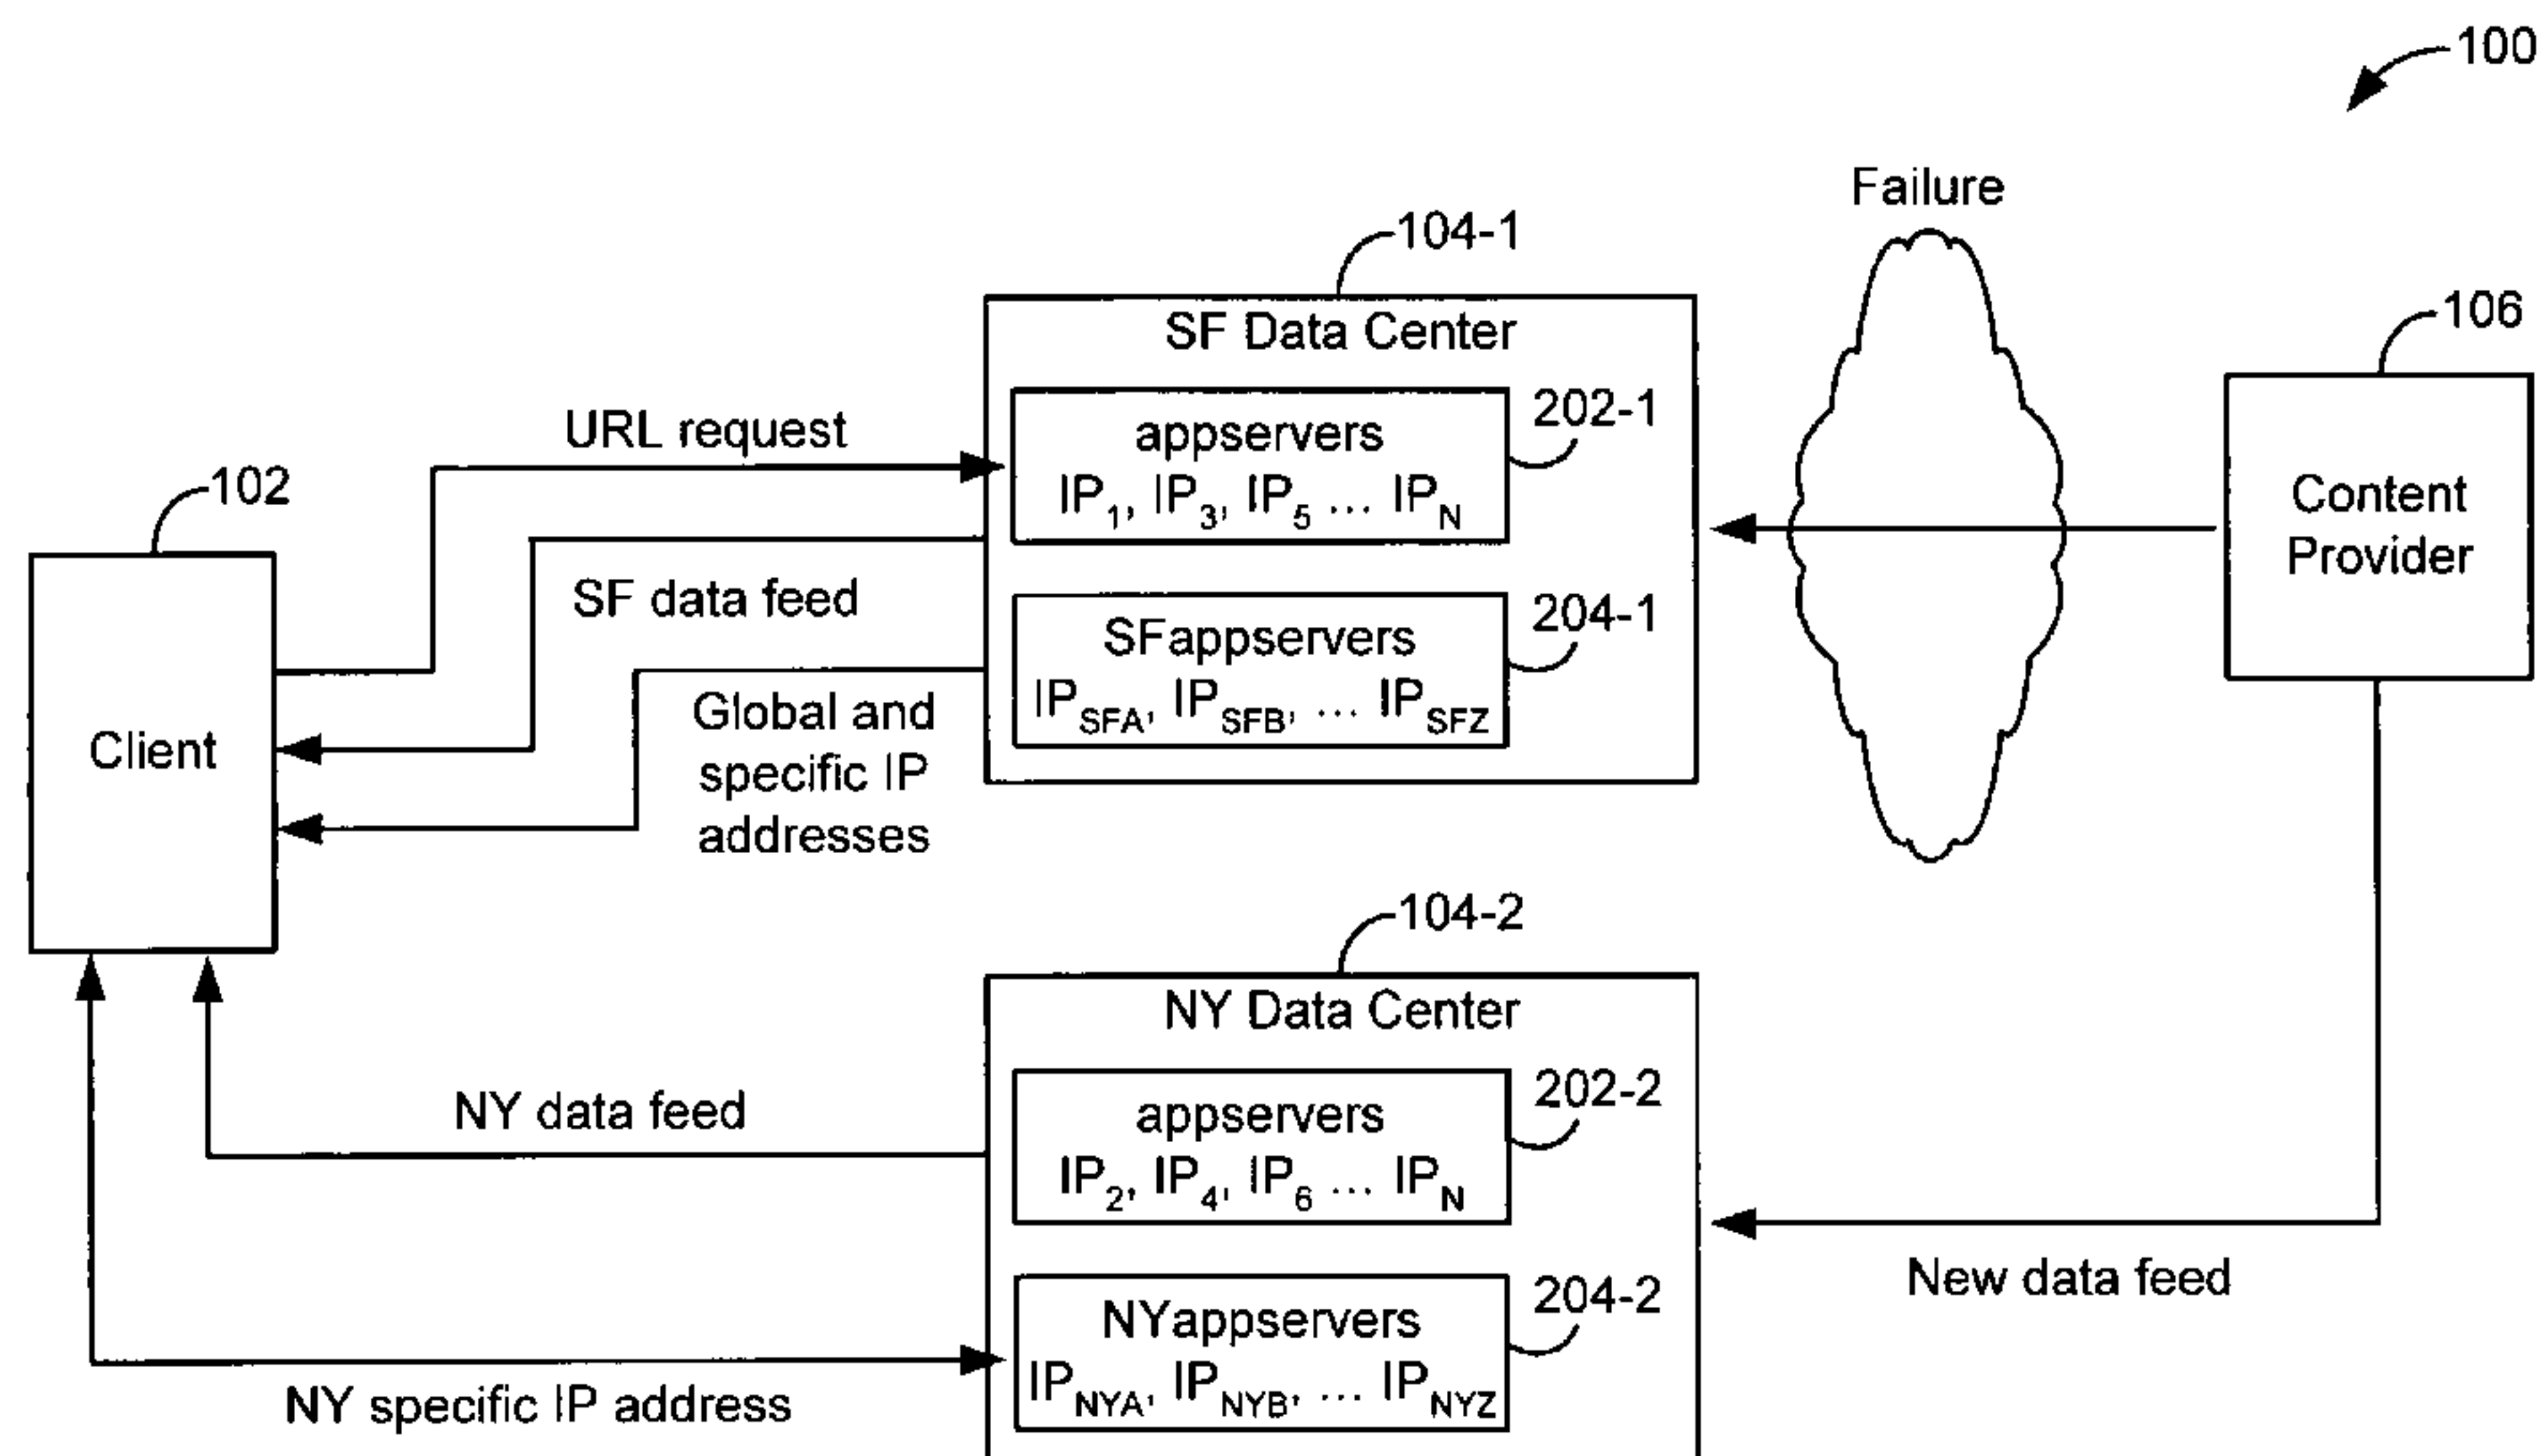 100
Failure
104-1
106
SF Data Center
appservers
202-1
IP1, IP3, IP5 ... IPN
URL request
102
Content
Provider
SF data feed
SFappservers
204-1
IPSFA, IPSFB, ... IPSFZ
Global and
specific IP
addresses
Client
104-2
NY Data Center
appservers
202-2
IP2, IP4, IP6 ... IPN
NY data feed
New data feed
NYappservers
204-2
IPNYA, IPNYB, ... IPNYZ
NY specific IP address